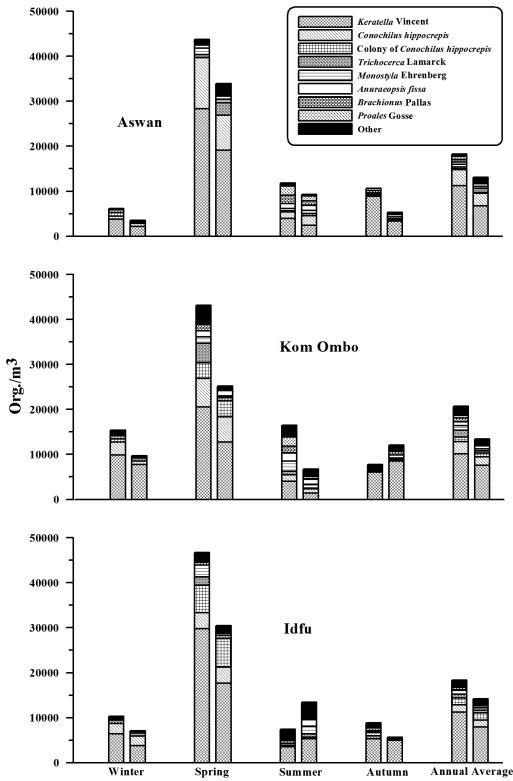 50000
40000
30000
20000
10000
0
Aswan
Keratella Vincent
Conochilus hippocrepis
Colony of Conochilus hippocrepis
Trichocerca Lamarck
Monostyla Ehrenberg
Anuraeopsis fissa
Brachionus Pallas
Proales Gosse
Other
50000
40000
30000
20000
10000
0
Kom Ombo
Org./m3
50000
40000
30000
20000
10000
0
Idfu
Winter Spring Summer Autumn Annual Average